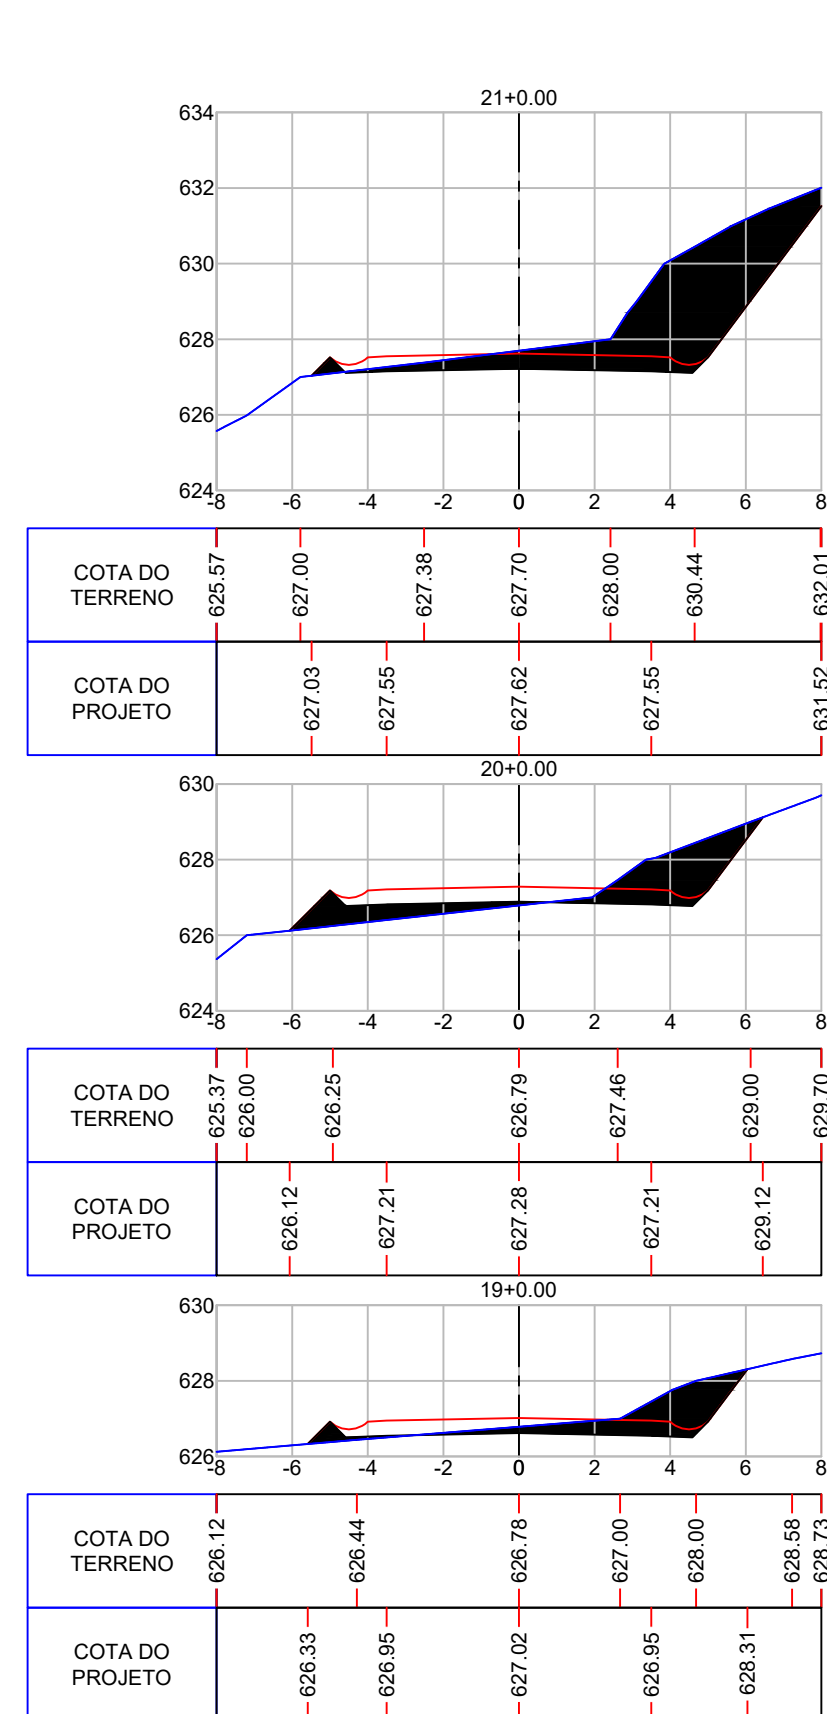 21+0.00
634
632
630
628
626
624
-8 -6 -4 -2 0 2 4 6 8
COTA DO
TERRENO
625.57 627.00 627.38 627.70 628.00 630.44 632.01
COTA DO
PROJETO
627.03 627.55 627.62 627.55 631.52
20+0.00
630
628
626
624
-8 -6 -4 -2 0 2 4 6 8
COTA DO
TERRENO
625.37 626.00 626.25 626.79 627.46 629.00 629.70
COTA DO
PROJETO
626.12 627.21 627.28 627.21 629.12
19+0.00
630
628
626
-8 -6 -4 -2 0 2 4 6 8
COTA DO
TERRENO
626.12 626.44 626.78 627.00 628.00 628.58 628.73
COTA DO
PROJETO
626.33 626.95 627.02 626.95 628.31